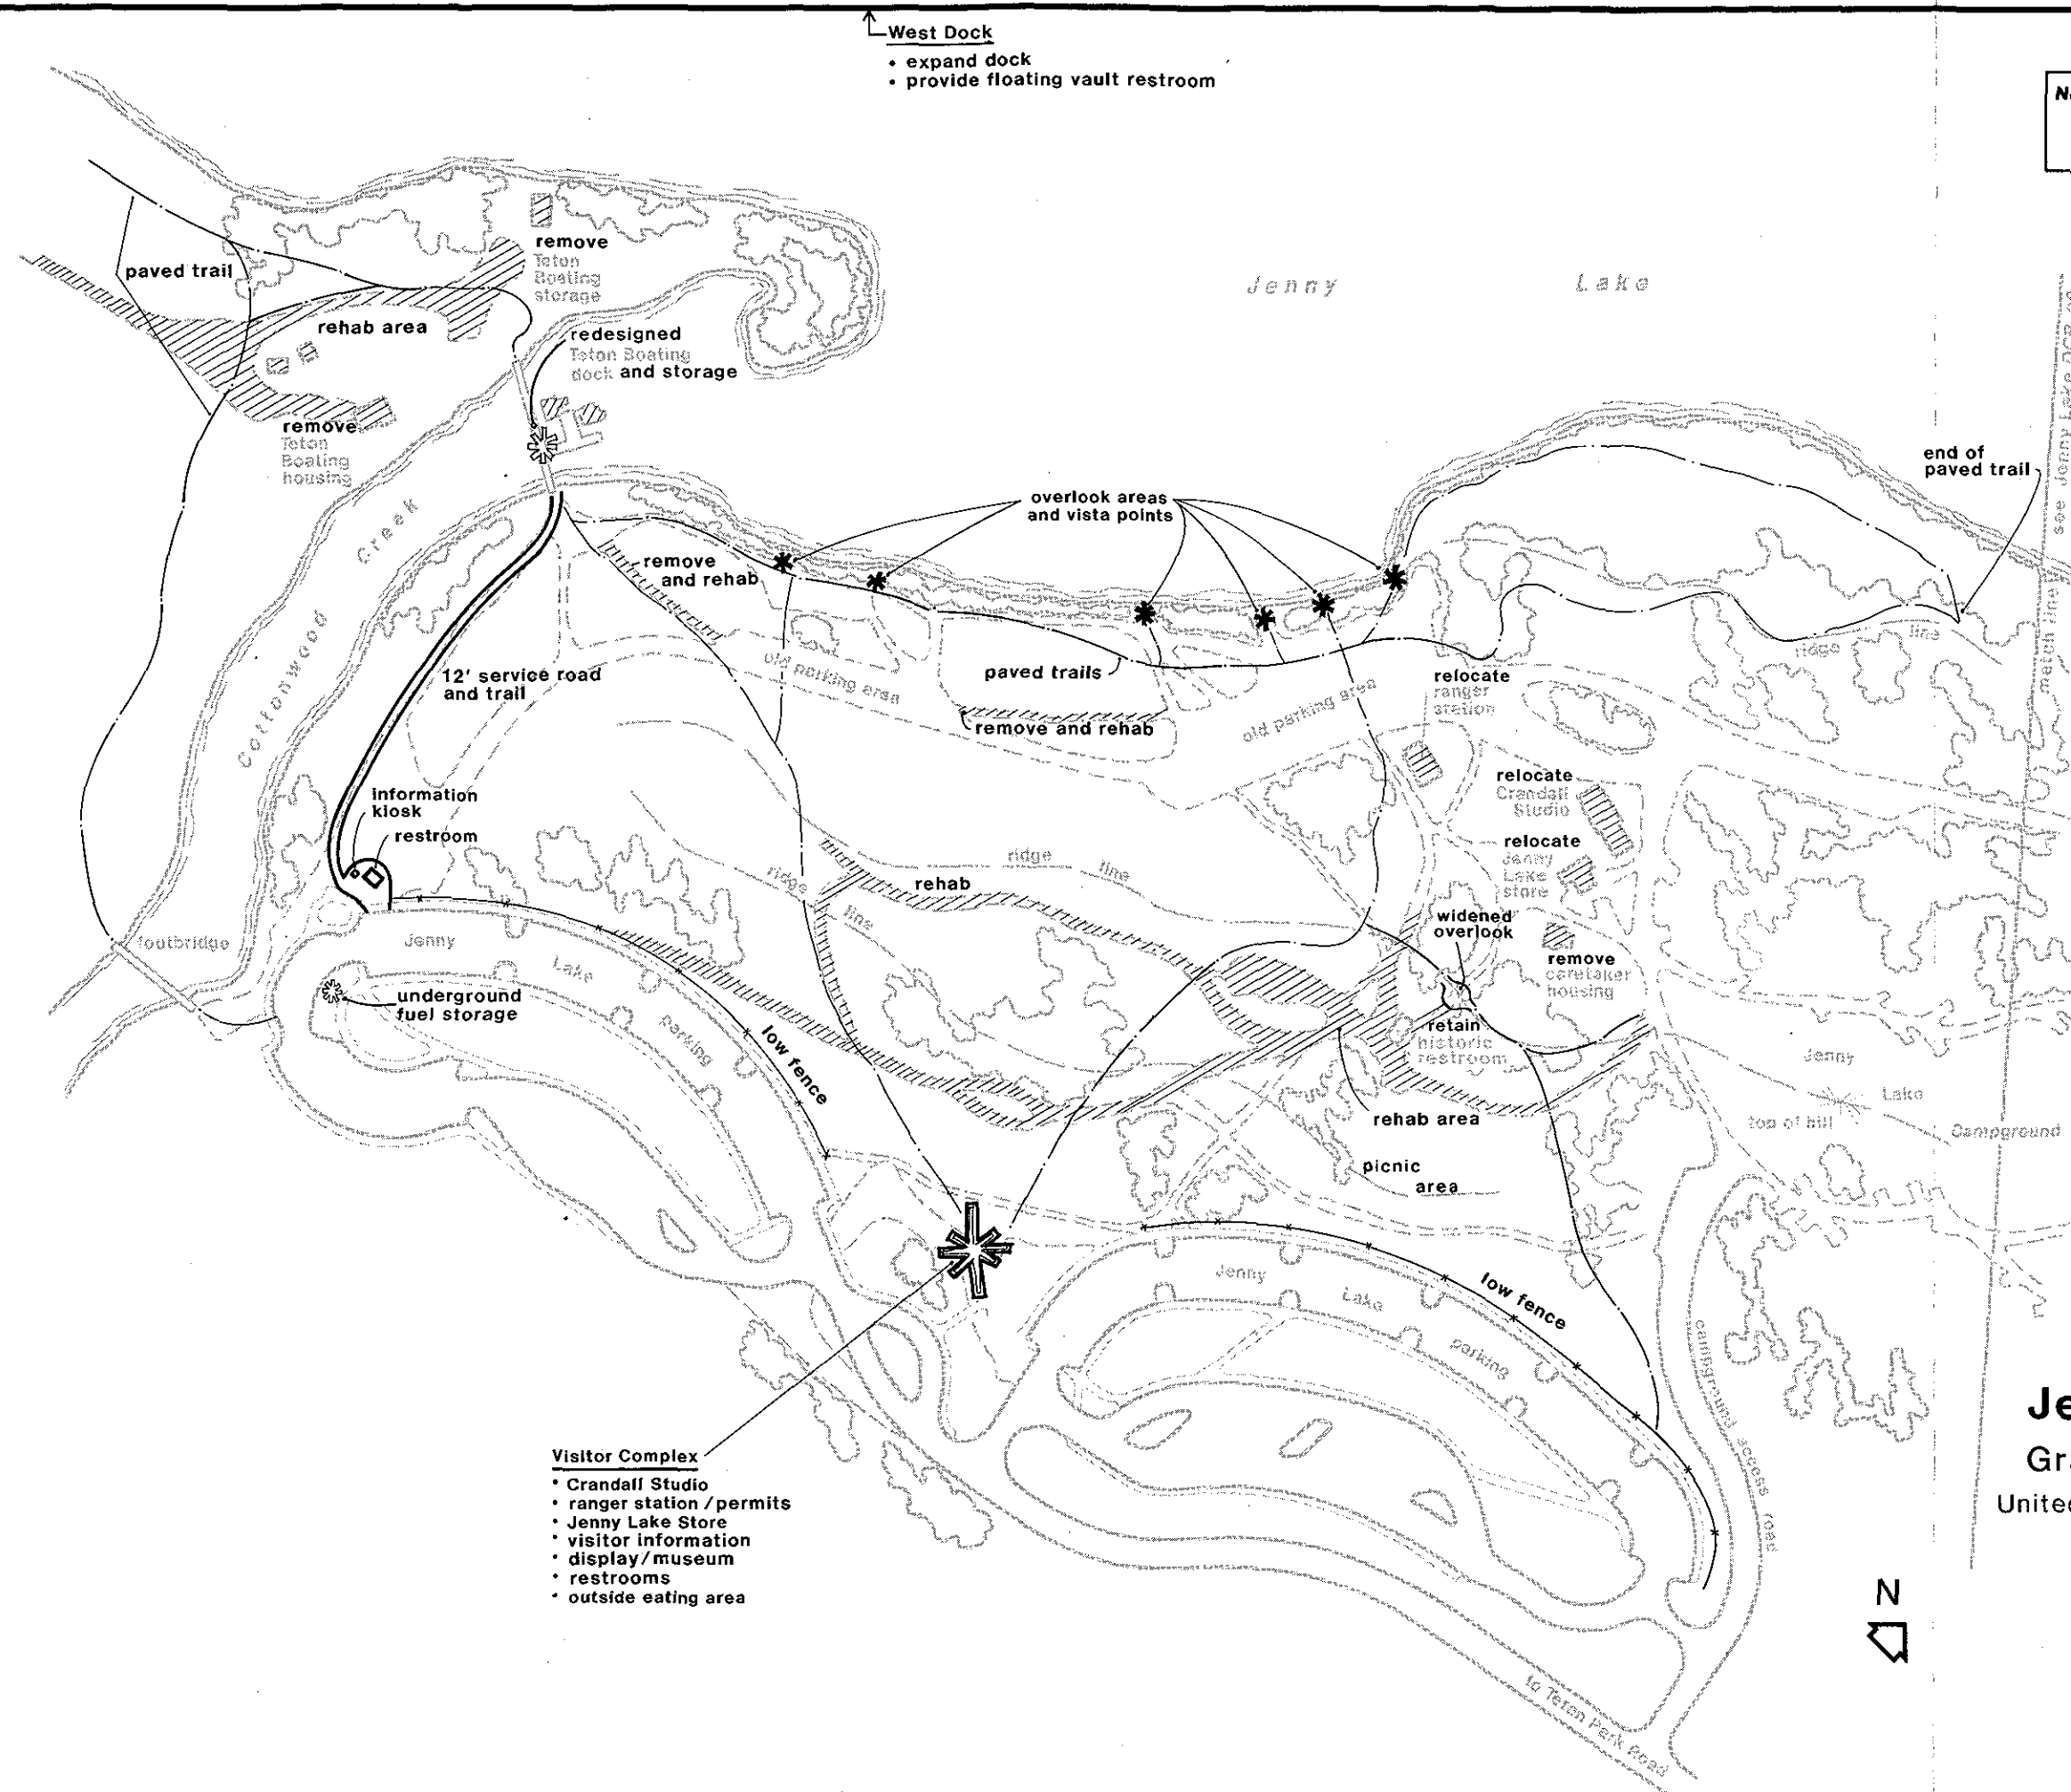 West Dock
• expand dock
• provide floating vault restroom
paved trail
remove
Teton
Boating
storage
rehab area
redesigned
Teton Boating
dock and storage
remove
Teton
Boating
housing
Jenny Lake
Cottonwood Creek
overlook areas
and vista points
end of
paved trail
remove
and rehab
old parking area
paved trails
remove and rehab
old parking area
ridge line
relocate
ranger
station
12' service road
and trail
relocate
Crandall
Studio
relocate
Jenny
Lake
store
information
kiosk
restroom
ridge line
ridge line
rehab
widened
overlook
remove
caretaker
housing
footbridge
Jenny Lake parking
underground
fuel storage
low fence
retain
historic
restroom
rehab area
picnic
area
Jenny Lake Campground
top of hill
Jenny Lake parking
low fence
campground access road
Visitor Complex
• Crandall Studio
• ranger station / permits
• Jenny Lake Store
• visitor information
• display/museum
• restrooms
• outside eating area
N
to Teton Park Road
match line see Jenny Lake
Je
Gr
United